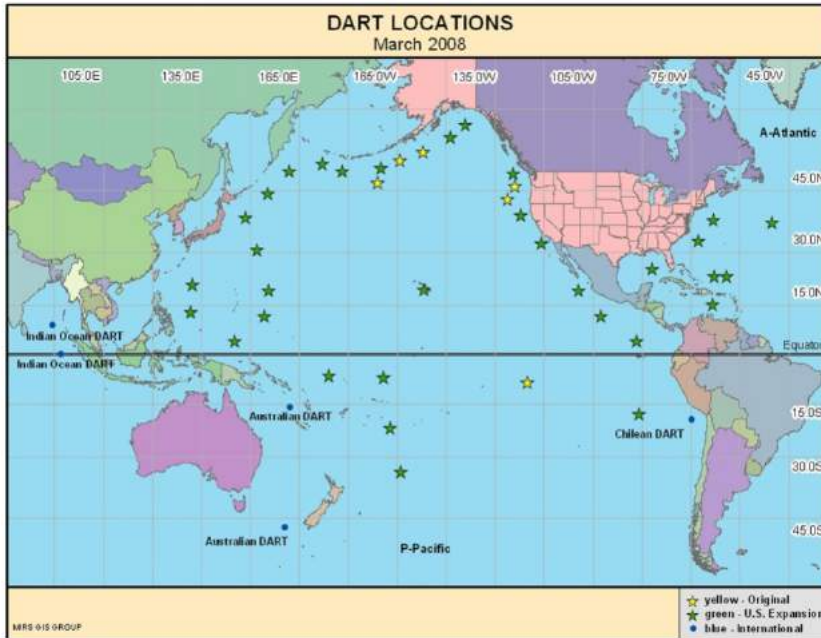 DART LOCATIONS
March 2008
105.0E 135.0E 165.0E 165.0W 135.0W 105.0W 75.0W 45.0W
A-Atlantic
45.0N
30.0N
15.0N
Indian Ocean DART
Equator
Indian Ocean DART
Australian DART
15.0S
Chilean DART
30.0S
45.0S
Australian DART
P-Pacific
yellow - Original
green - U.S. Expansion
blue - international
MRS GIS GROUP